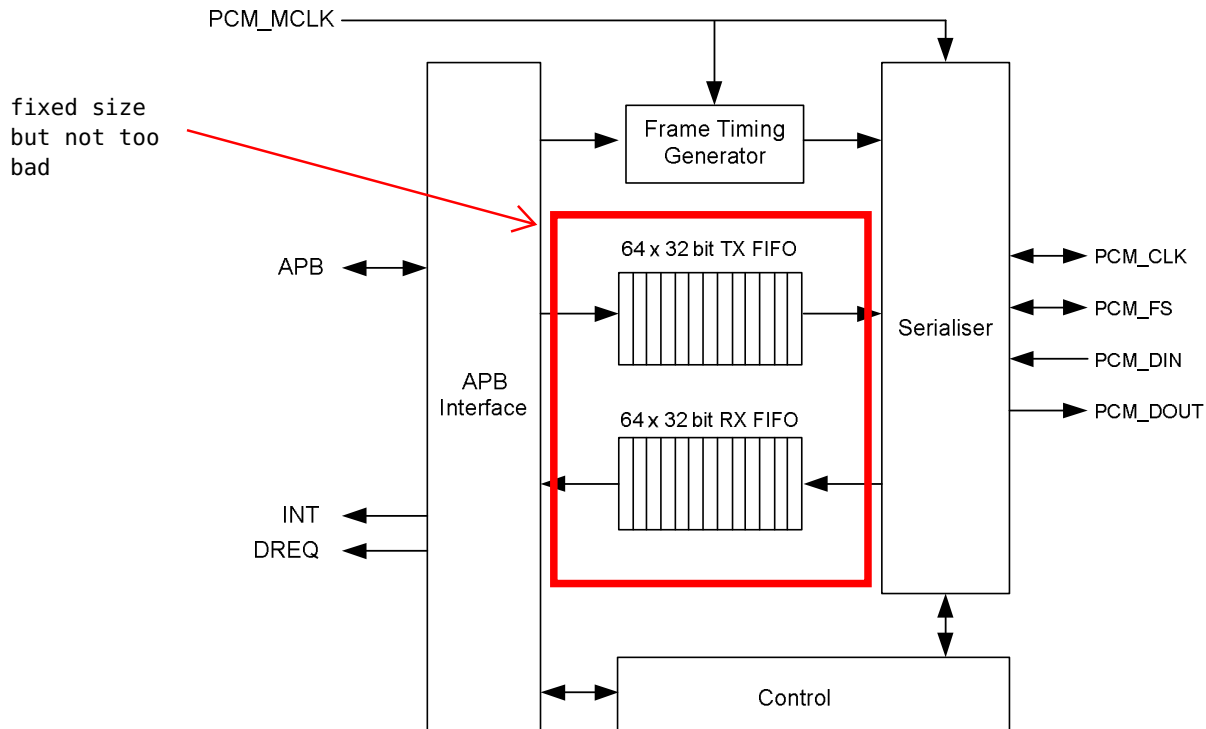 PCM_MCLK
fixed size
but not too
bad
Frame Timing
Generator
64 x 32 bit TX FIFO
APB
PCM_CLK
PCM_FS
Serialiser
PCM_DIN
APB
Interface
PCM_DOUT
64 x 32 bit RX FIFO
INT
DREQ
Control